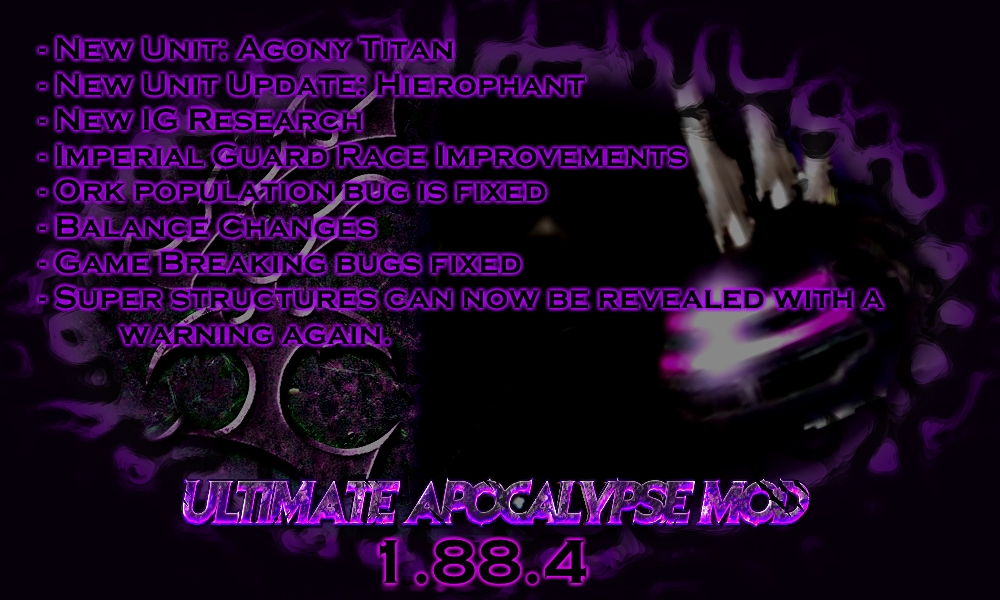 - New Unit: Agony Titan
- New Unit Update: Hierophant
- New IG Research
- Imperial Guard Race Improvements
- Ork population bug is fixed
- Balance Changes
- Game Breaking bugs fixed
- Super structures can now be revealed with a
warning again.
ULTIMATE APOCALYPSE MOD
1.88.4